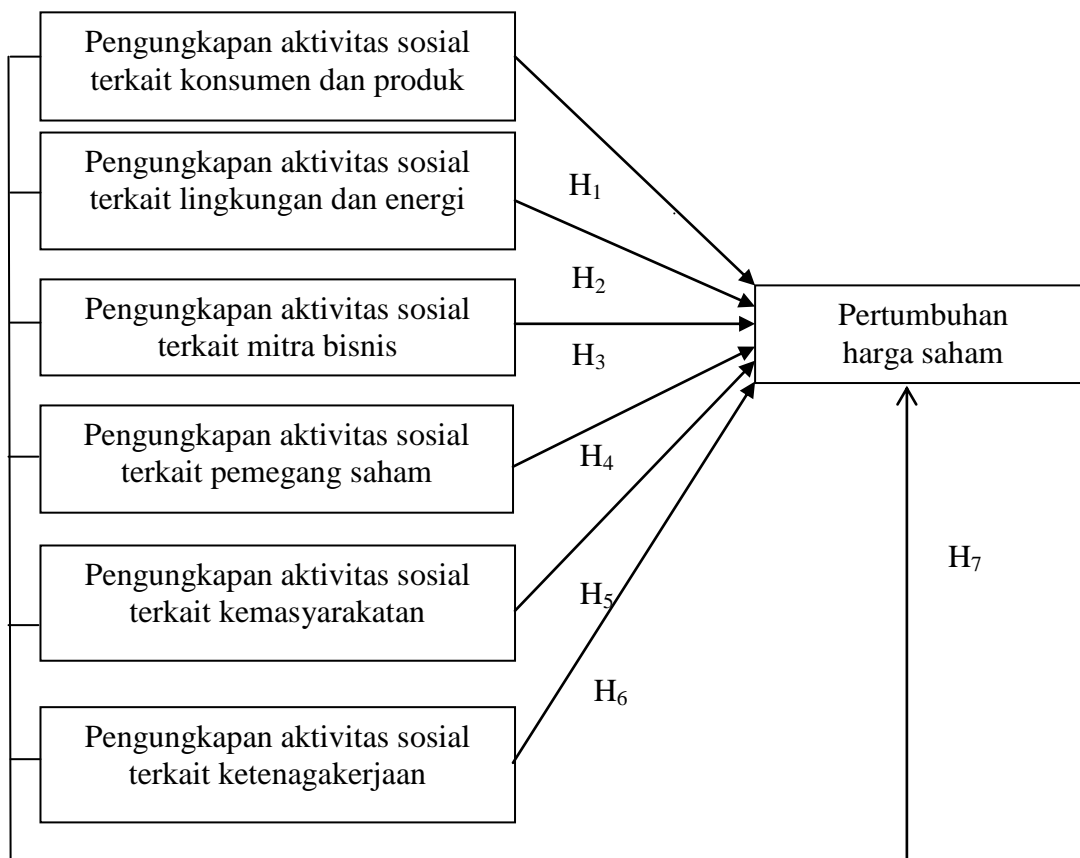 Pengungkapan aktivitas sosial
terkait konsumen dan produk
Pengungkapan aktivitas sosial
terkait lingkungan dan energi
H₁
H₂
Pengungkapan aktivitas sosial
terkait mitra bisnis
Pertumbuhan
harga saham
H₃
Pengungkapan aktivitas sosial
terkait pemegang saham
H₄
Pengungkapan aktivitas sosial
terkait kemasyarakatan
H₇
H₅
H₆
Pengungkapan aktivitas sosial
terkait ketenagakerjaan